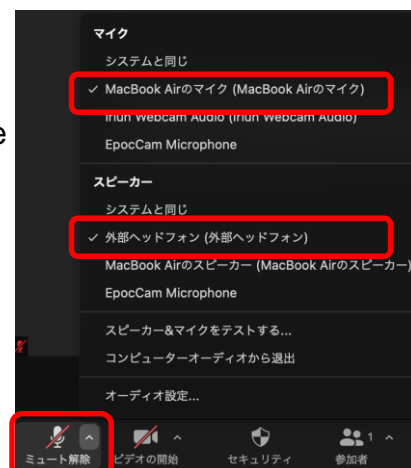 マイク
システムと同じ
✓ MacBook Airのマイク (MacBook Airのマイク)
Iriun Webcam Audio (Iriun Webcam Audio)
e
EpocCam Microphone
スピーカー
システムと同じ
✓ 外部ヘッドフォン (外部ヘッドフォン)
MacBook Airのスピーカー (MacBook Airのスピーカー)
EpocCam Microphone
スピーカー&マイクをテストする...
コンピューターオーディオから退出
オーディオ設定...
1
ミュート解除 ビデオの開始 セキュリティ 参加者